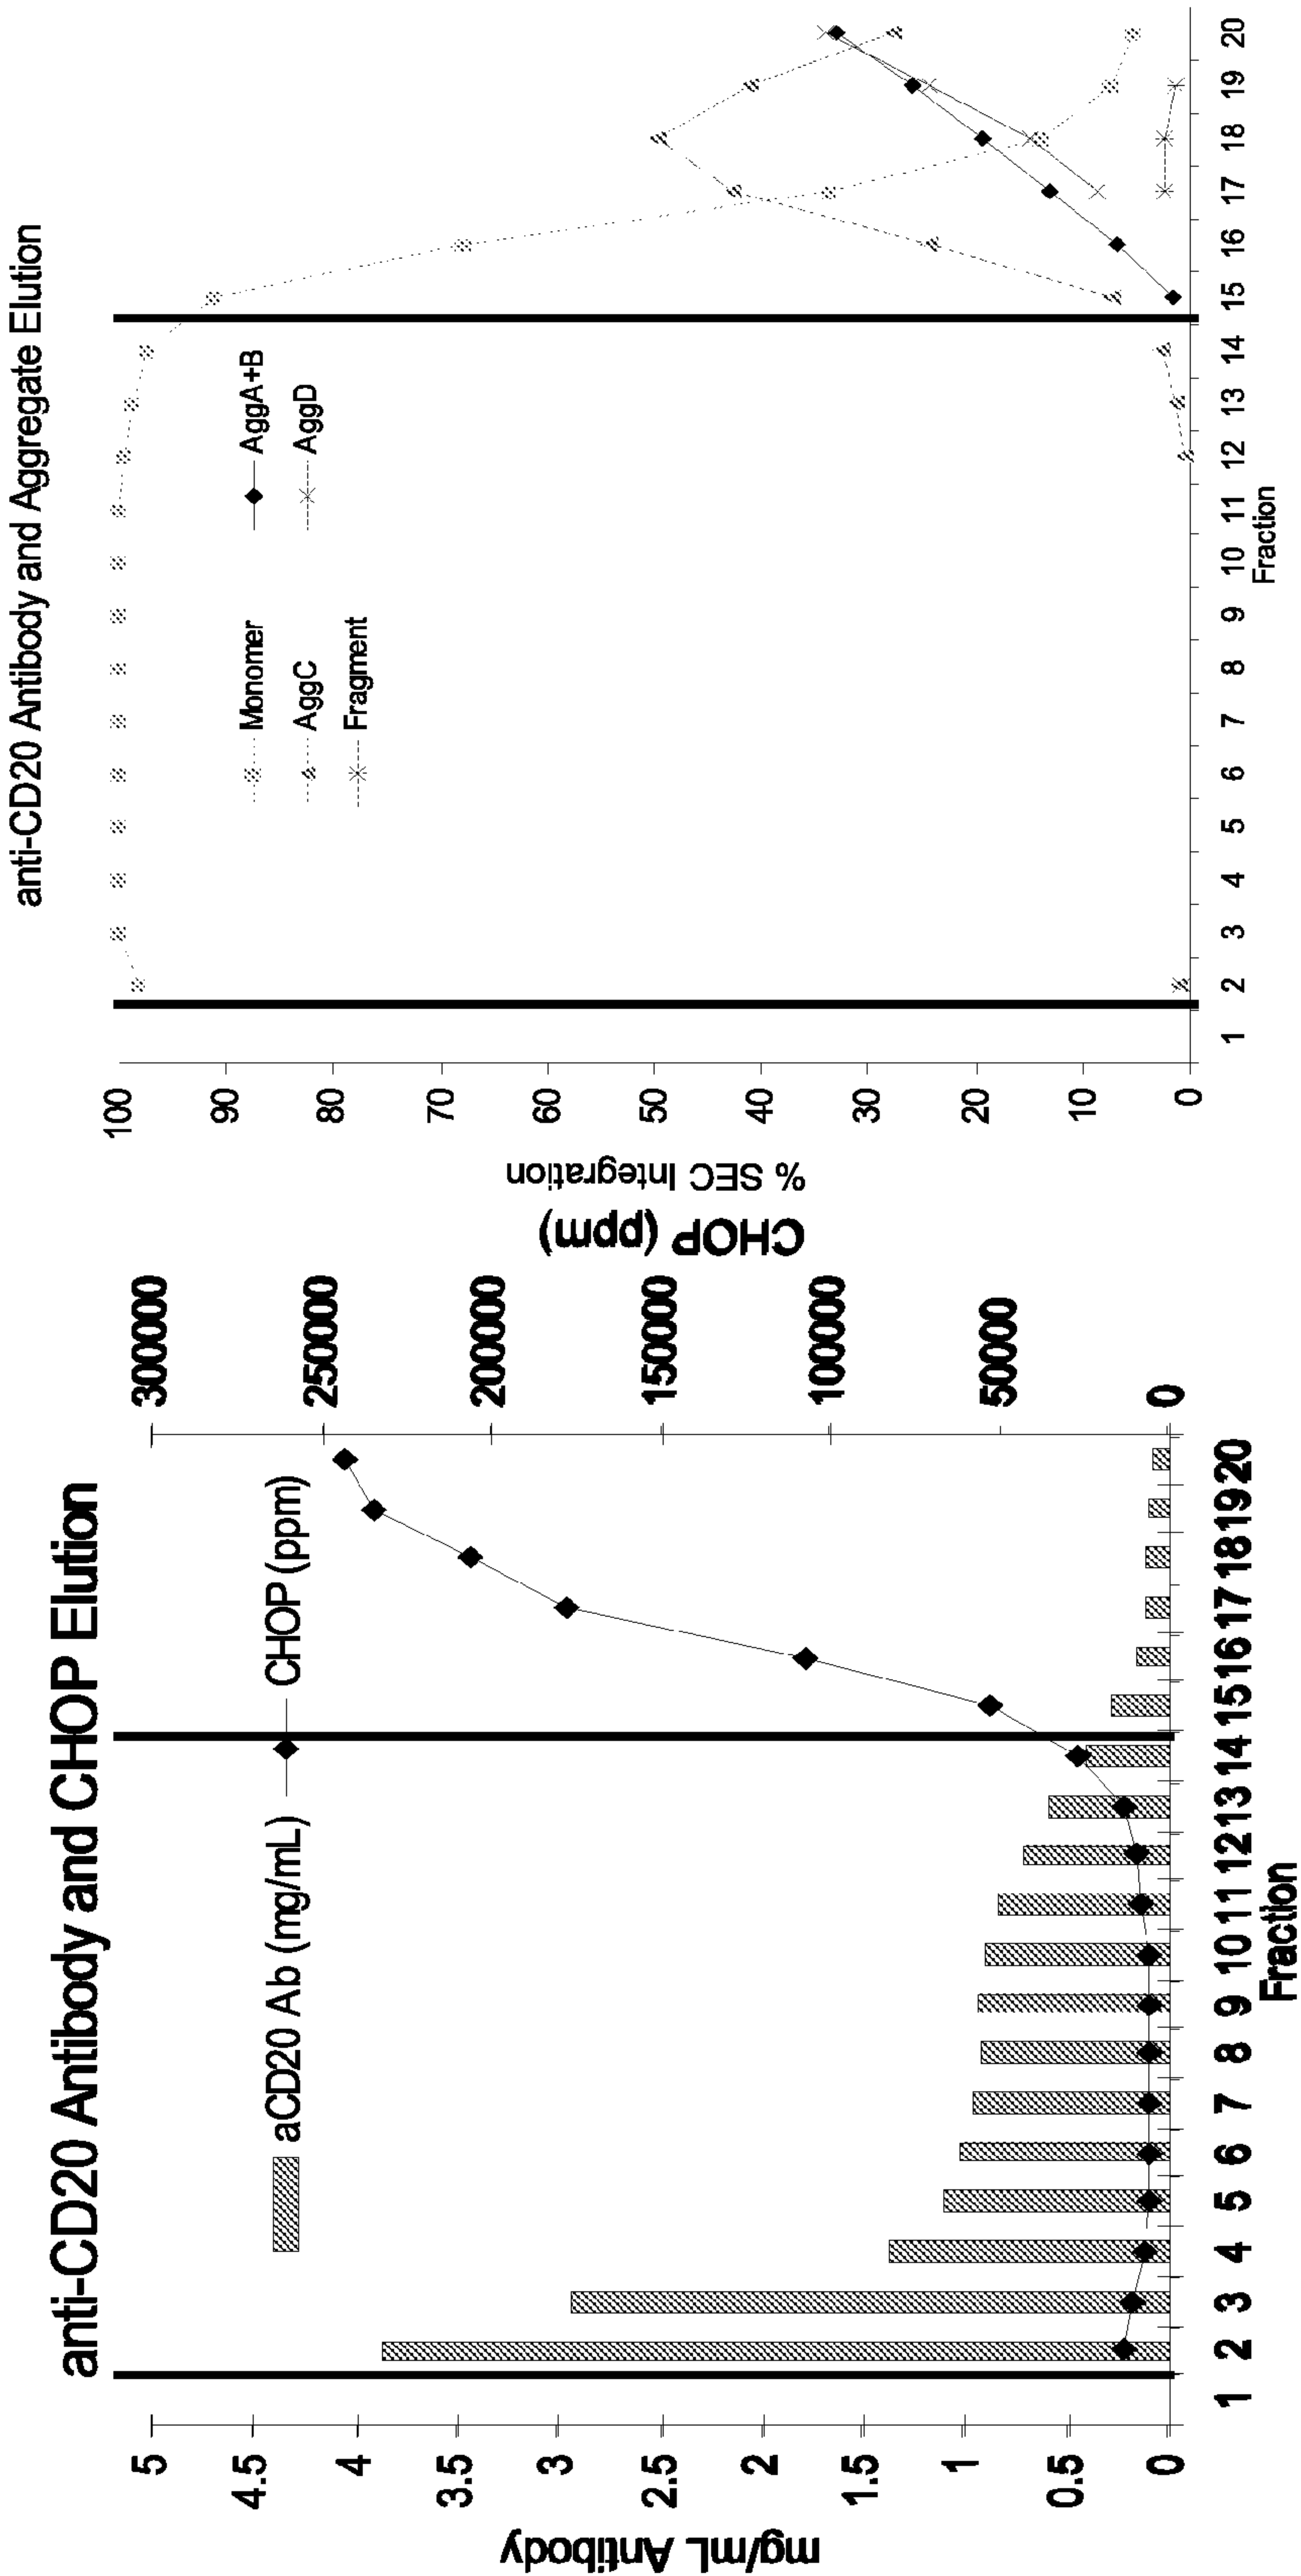 anti-CD20 Antibody and CHOP Elution
aCD20 Ab (mg/mL)
CHOP (ppm)
mg/mL Antibody
5
4.5
4
3.5
3
2.5
2
1.5
1
0.5
0
CHOP (ppm)
300000
250000
200000
150000
100000
50000
0
1 2 3 4 5 6 7 8 9 10 11 12 13 14 15 16 17 18 19 20
Fraction
anti-CD20 Antibody and Aggregate Elution
Monomer
AggA+B
AggC
AggD
Fragment
% SEC Integration
100
90
80
70
60
50
40
30
20
10
0
1 2 3 4 5 6 7 8 9 10 11 12 13 14 15 16 17 18 19 20
Fraction